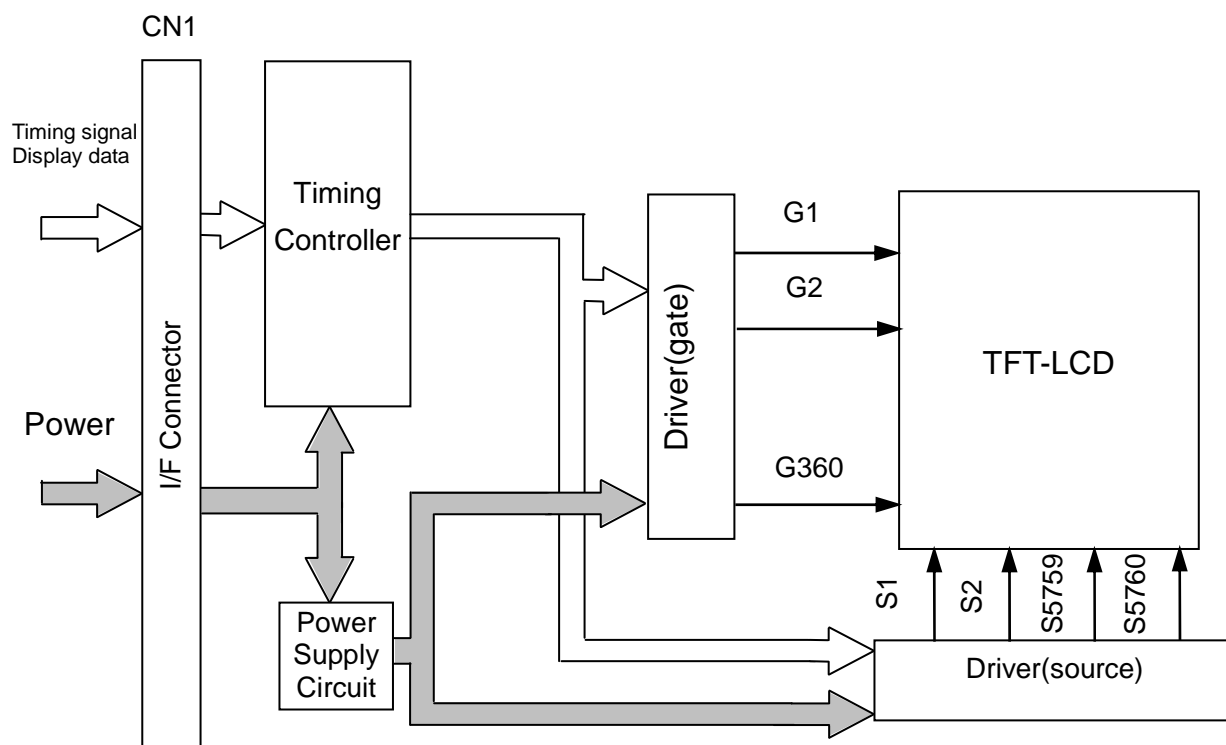 CN1
Timing signal
Display data
Power
I/F Connector
Timing
Controller
Power
Supply
Circuit
Driver(gate)
G1
G2
G360
TFT-LCD
S1
S2
S5759
S5760
Driver(source)